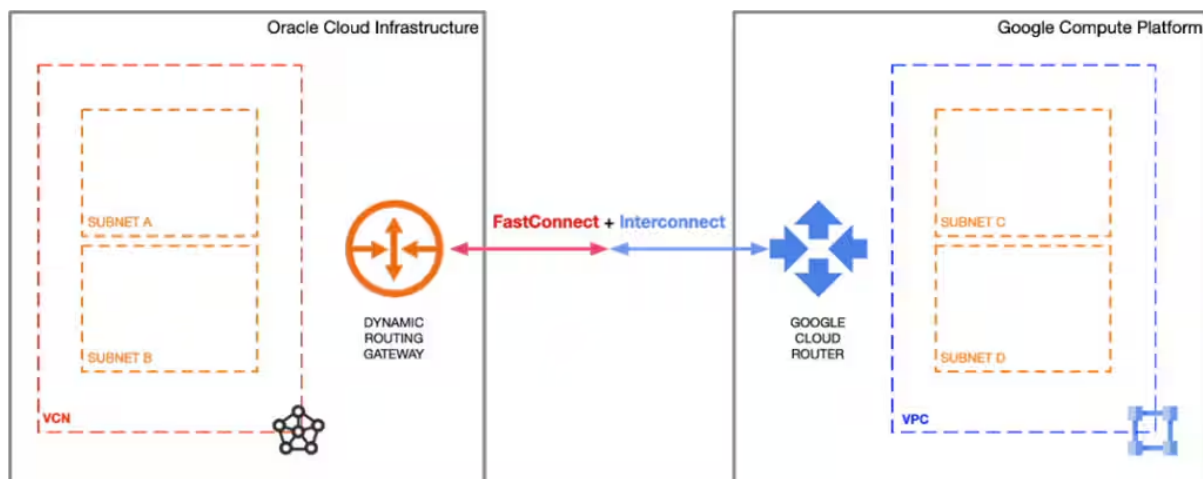 Oracle Cloud Infrastructure
SUBNET A
SUBNET B
VCN
DYNAMIC
ROUTING
GATEWAY
FastConnect + Interconnect
Google Compute Platform
GOOGLE
CLOUD
ROUTER
SUBNET C
SUBNET D
VPC